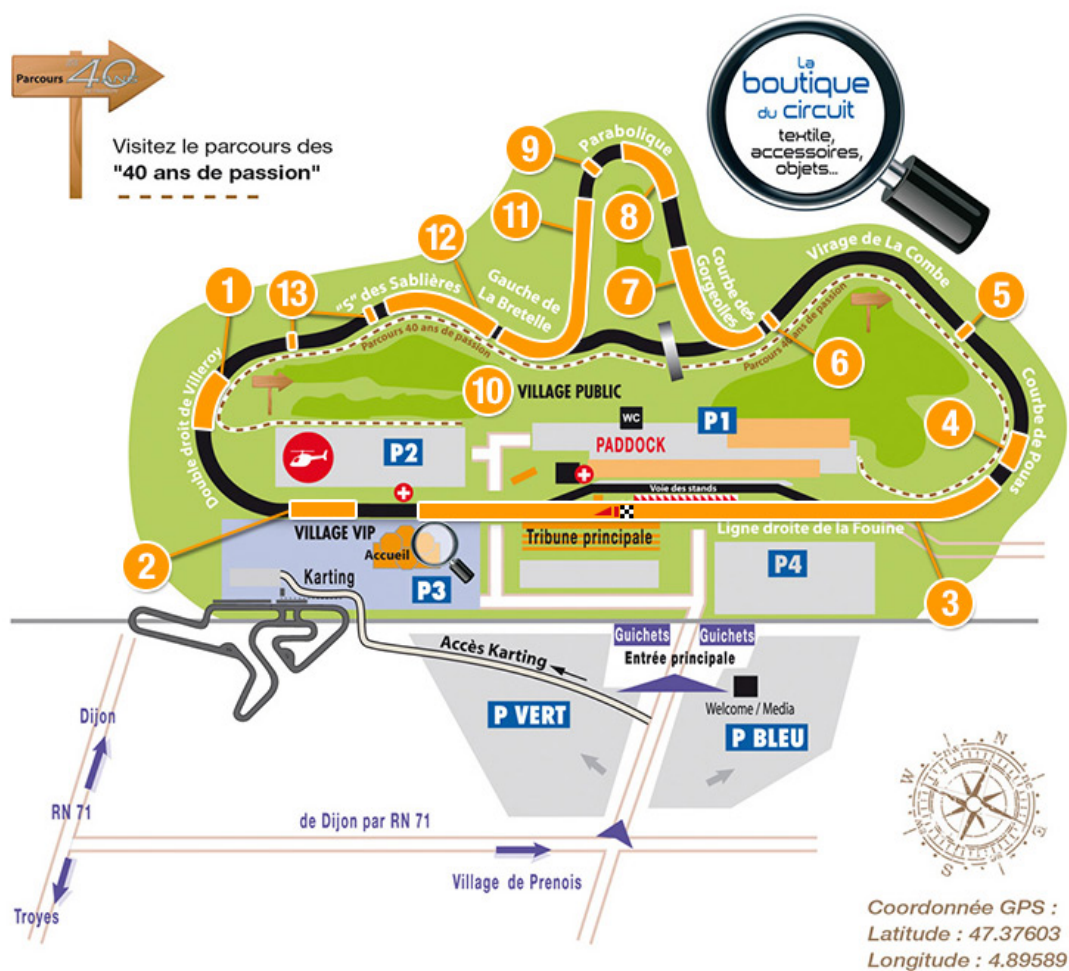 Parcours 40 ANS
Visitez le parcours des
"40 ans de passion"
La
boutique
du circuit
textile,
accessoires,
objets...
9
Parabolique
11
8
12
Virage de La Combe
1
13
"S" des Sablières
Gauche de
La Bretelle
7
Courbe des
Gorgeolles
5
Parcours 40 ans de passion
Parcours 40 ans de passion
6
Double droit de Villeroy
10
VILLAGE PUBLIC
4
Courbe de Pouas
WC
P1
PADDOCK
P2
Voie des stands
2
VILLAGE VIP
Accueil
Tribune principale
Ligne droite de la Fouine
Karting
P3
P4
3
Accès Karting
Guichets
Guichets
Entrée principale
Welcome / Media
P VERT
P BLEU
Dijon
RN 71
de Dijon par RN 71
Village de Prenois
Troyes
N
W
E
S
Coordonnée GPS :
Latitude : 47.37603
Longitude : 4.89589